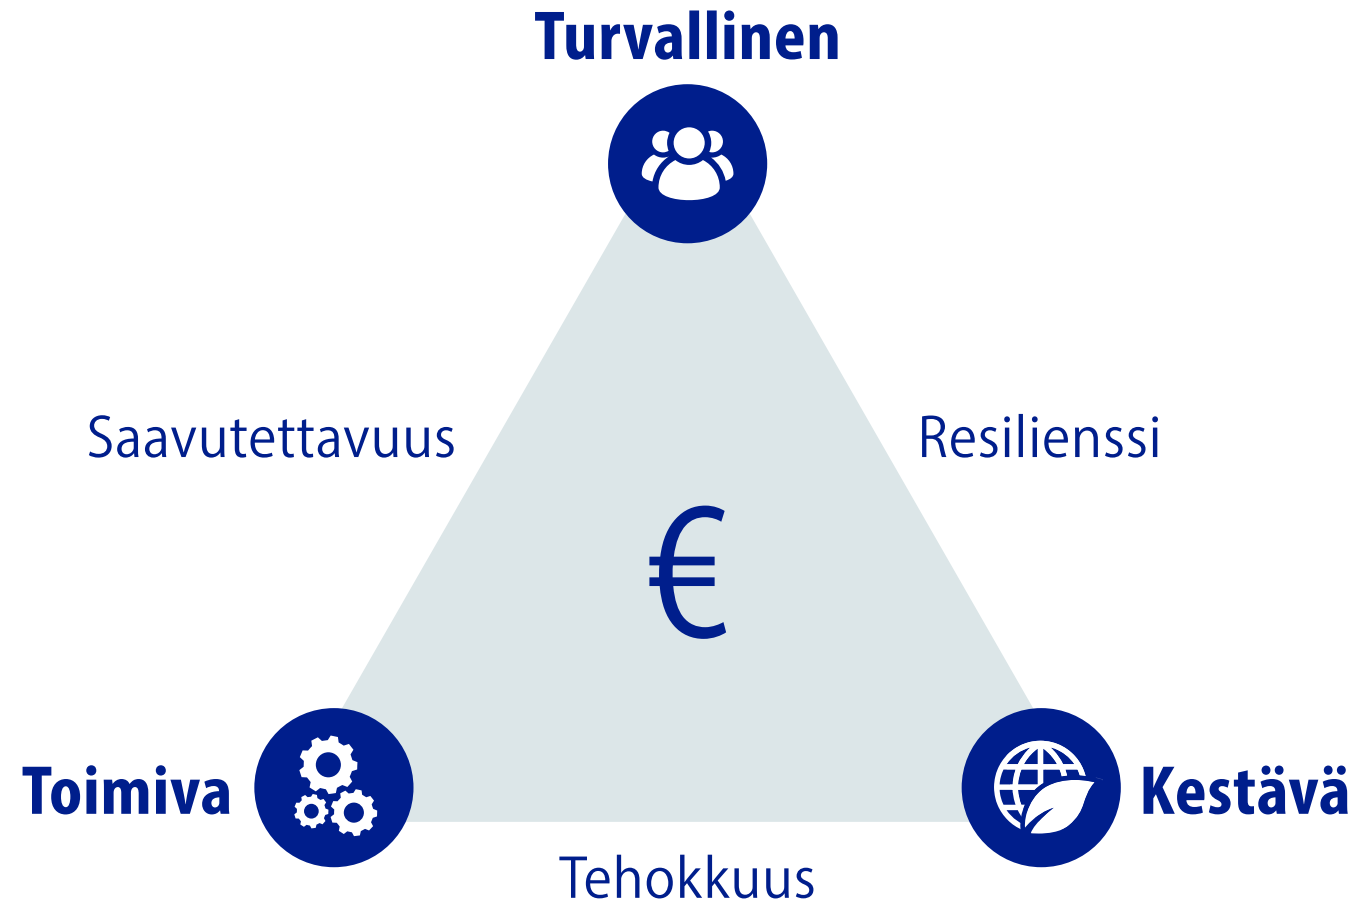 Turvallinen
Saavutettavuus
Resilienssi
€
Toimiva
Kestävä
Tehokkuus